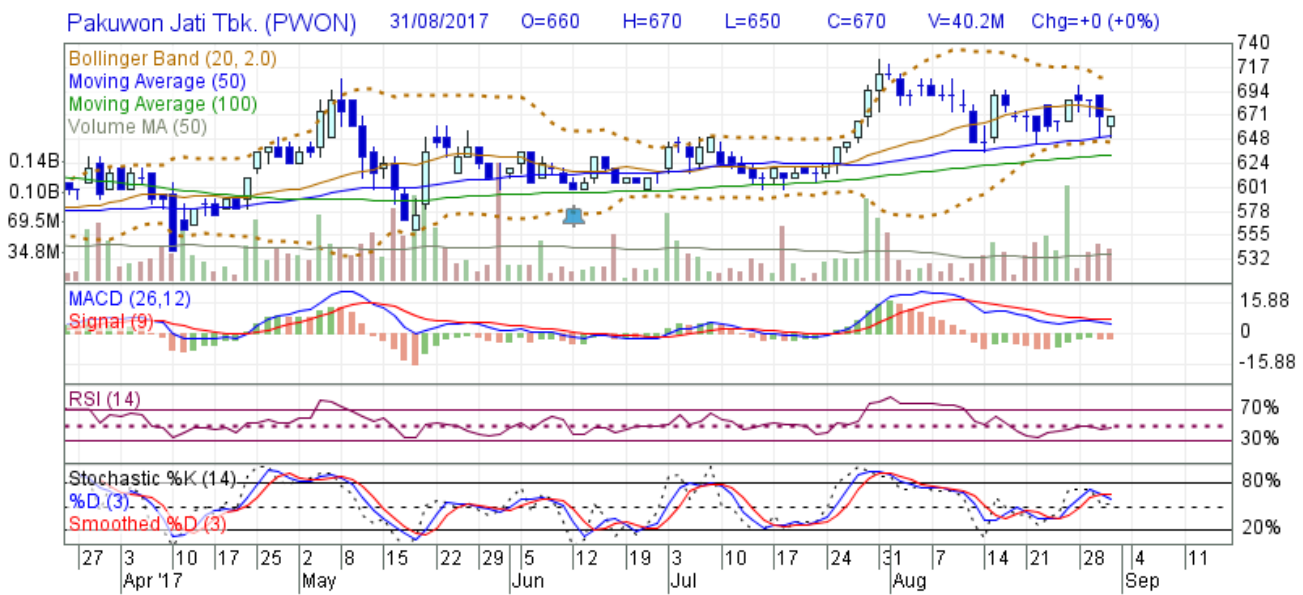 Pakuwon Jati Tbk. (PWON) 31/08/2017 O=660 H=670 L=650 C=670 V=40.2M Chg=+0 (+0%)
Bollinger Band (20, 2.0)
Moving Average (50)
Moving Average (100)
Volume MA (50)
0.14B
0.10B
69.5M
34.8M
740
717
694
671
648
624
601
578
555
532
MACD (26,12)
Signal (9)
15.88
0
-15.88
RSI (14)
70%
30%
Stochastic %K (14)
%D (3)
Smoothed %D (3)
80%
20%
27 3 10 17 25 2 8 15 22 29 5 12 19 3 10 17 24 31 7 14 21 28 4 11
Apr '17 May Jun Jul Aug Sep